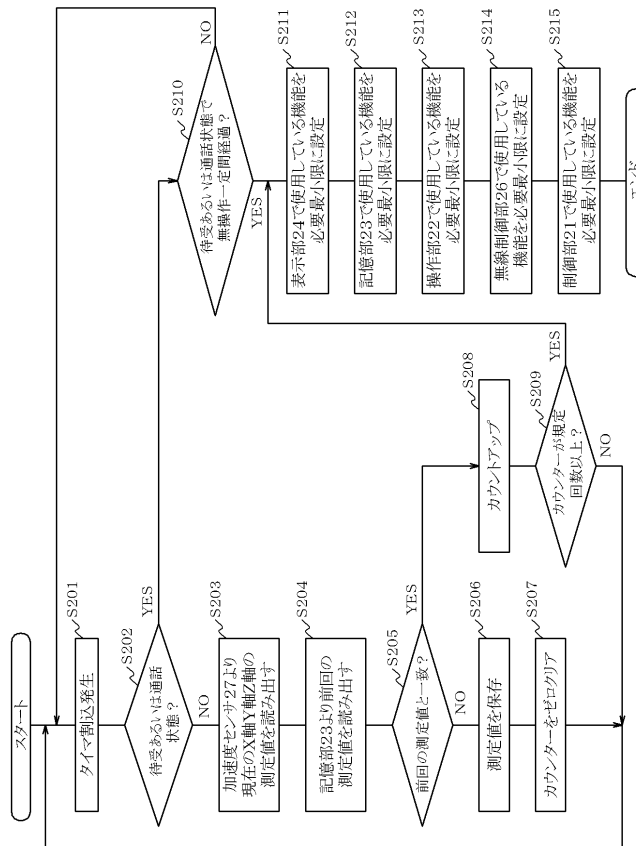 スタート
S201
タイマ割込発生
S202
待受あるいは通話
状態?
YES
NO
S203
加速度センサ27より
現在のX軸Y軸Z軸の
測定値を読み出す
S204
記憶部23より前回の
測定値を読み出す
S205
前回の測定値と一致?
YES
NO
S206
測定値を保存
S207
カウンターをゼロクリア
S208
カウントアップ
S209
カウンターが規定
回数以上?
YES
NO
S210
待受あるいは通話状態で
無操作一定間経過?
NO
YES
S211
表示部24で使用している機能を
必要最小限に設定
S212
記憶部23で使用している機能を
必要最小限に設定
S213
操作部22で使用している機能を
必要最小限に設定
S214
無線制御部26で使用している
機能を必要最小限に設定
S215
制御部21で使用している機能を
必要最小限に設定
エンド